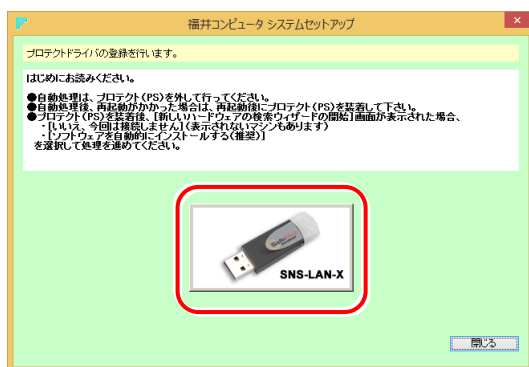 福井コンピュータ システムセットアップ
プロテクトドライバの登録を行います。
はじめにお読みください。
●自動処理は、プロテクト(PS)を外して行ってください。
●自動処理後、再起動がかかった場合は、再起動後にプロテクト(PS)を装着して下さい。
●プロテクト(PS)を装着後、[新しいハードウェアの検索ウィザードの開始]画面が表示された場合、
・[いいえ、今回は接続しません](表示されないマシンもあります)
・[ソフトウェアを自動的にインストールする(推奨)]
を選択して処理を進めてください。
SNS-LAN-X
閉じる